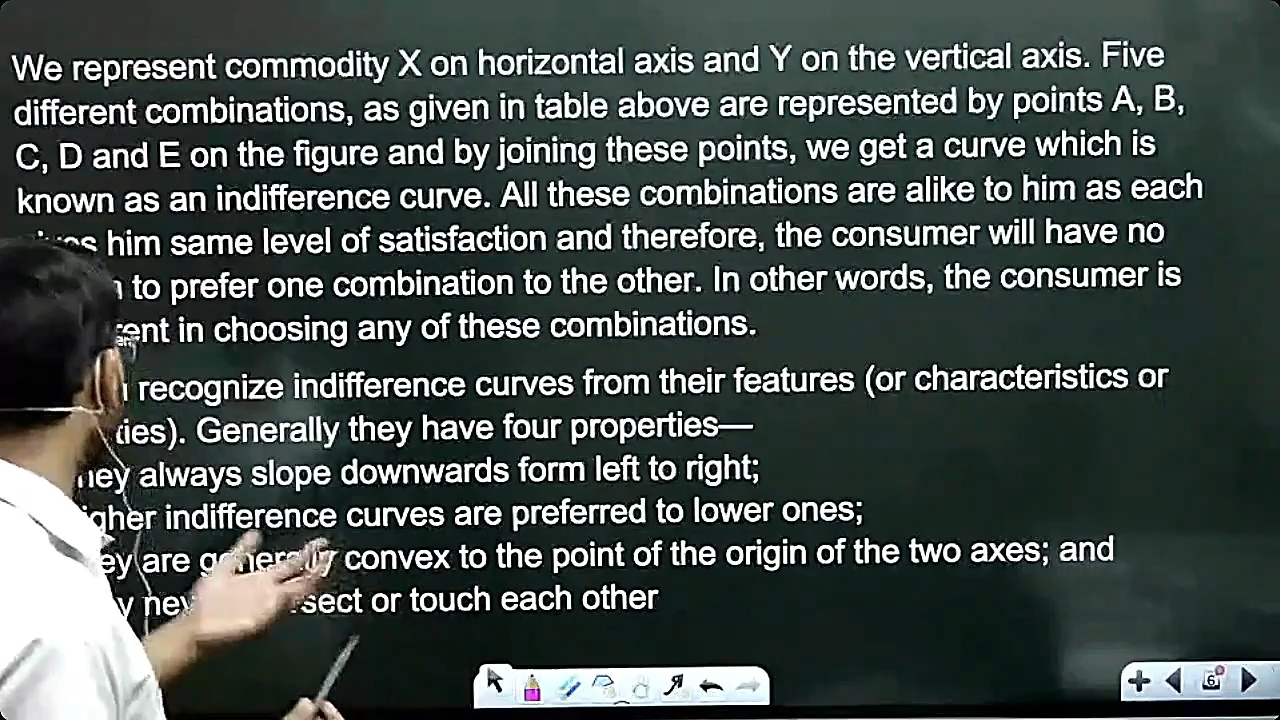 We represent commodity X on horizontal axis and Y on the vertical axis. Five
different combinations, as given in table above are represented by points A, B,
C, D and E on the figure and by joining these points, we get a curve which is
known as an indifference curve. All these combinations are alike to him as each
him same level of satisfaction and therefore, the consumer will have no
to prefer one combination to the other. In other words, the consumer is
in choosing any of these combinations.
recognize indifference curves from their features (or characteristics or
Generally they have four properties—
always slope downwards form left to right;
indifference curves are preferred to lower ones;
are generally convex to the point of the origin of the two axes; and
or touch each other
6